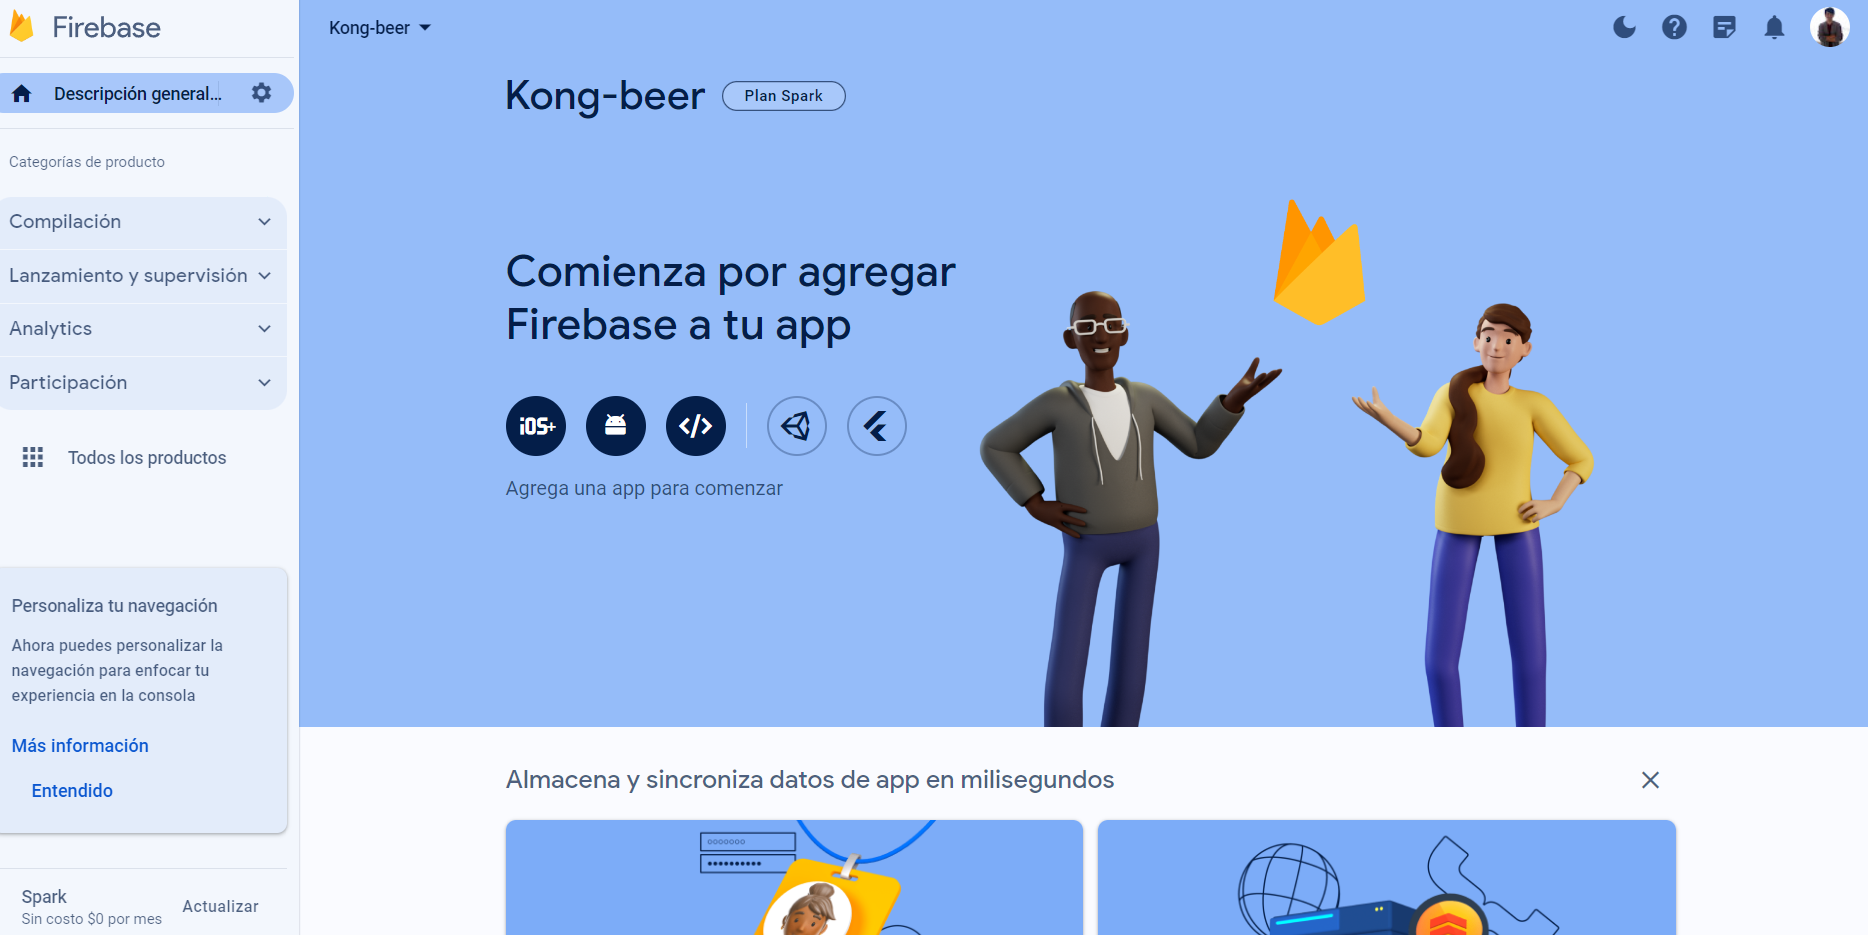 Firebase
Descripción general...
Categorías de producto
Compilación
Lanzamiento y supervisión
Analytics
Participación
Todos los productos
Personaliza tu navegación
Ahora puedes personalizar la
navegación para enfocar tu
experiencia en la consola
Más información
Entendido
Spark
Sin costo $0 por mes
Actualizar
Kong-beer
Kong-beer
Plan Spark
Comienza por agregar
Firebase a tu app
iOS+
</>
Agrega una app para comenzar
Almacena y sincroniza datos de app en milisegundos